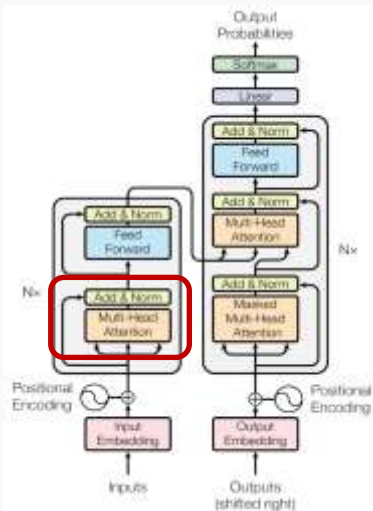 Output
Probabilities
Softmax
Linear
Add & Norm
Feed
Forward
Add & Norm
Multi-Head
Attention
Add & Norm
Masked
Multi-Head
Attention
Nx
Add & Norm
Feed
Forward
Add & Norm
Multi-Head
Attention
Nx
Positional
Encoding
Positional
Encoding
Input
Embedding
Output
Embedding
Inputs
Outputs
(shifted right)